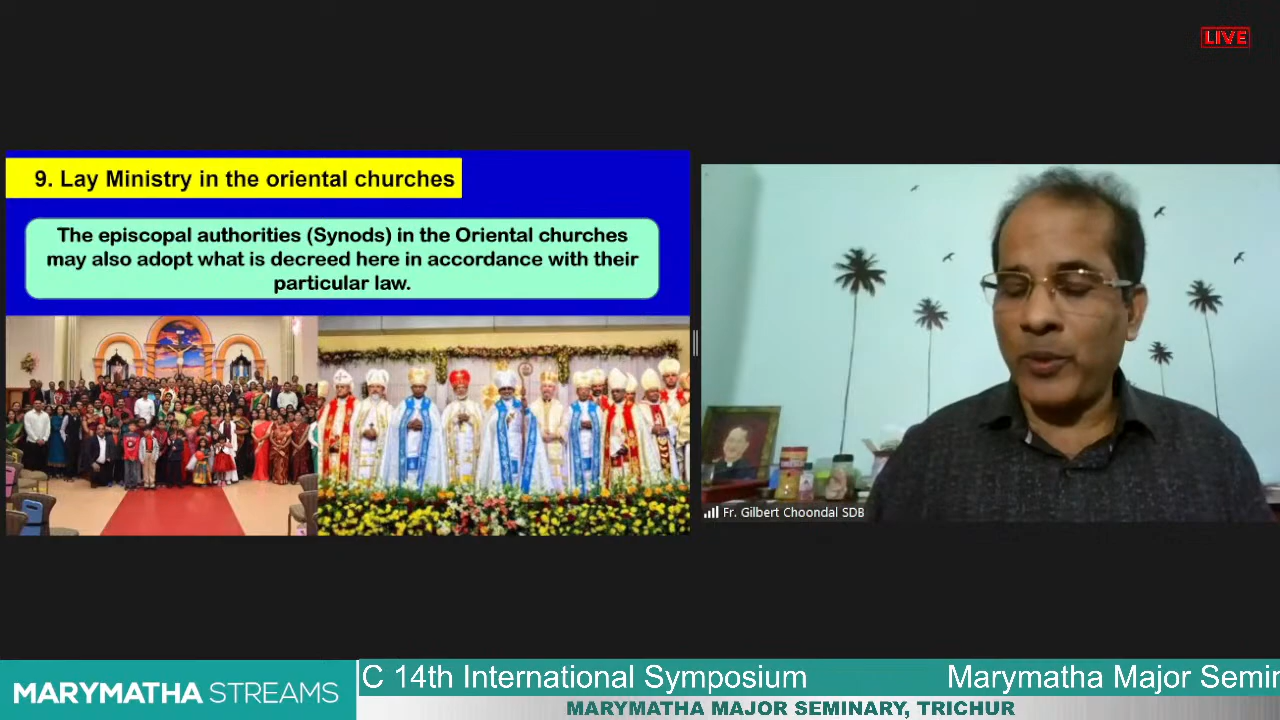 LIVE
9. Lay Ministry in the oriental churches
The episcopal authorities (Synods) in the Oriental churches
may also adopt what is decreed here in accordance with their
particular law.
Fr. Gilbert Choondal SDB
MARYMATHA STREAMS
C 14th International Symposium Marymatha Major Semin
MARYMATHA MAJOR SEMINARY, TRICHUR